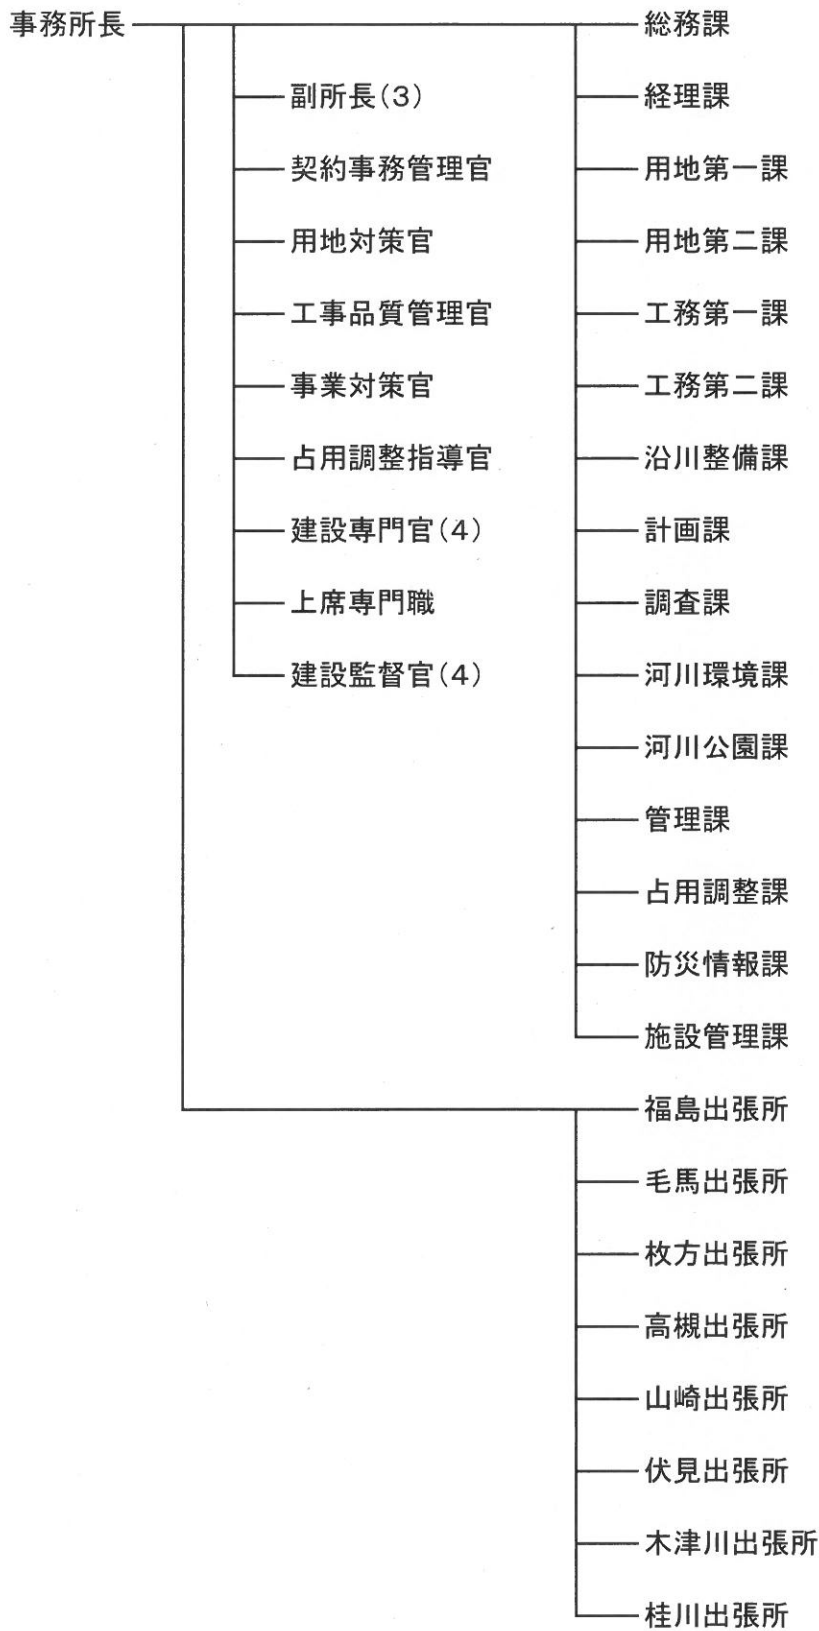 事務所長
副所長(3)
契約事務管理官
用地対策官
工事品質管理官
事業対策官
占用調整指導官
建設専門官(4)
上席専門職
建設監督官(4)
総務課
経理課
用地第一課
用地第二課
工務第一課
工務第二課
沿川整備課
計画課
調査課
河川環境課
河川公園課
管理課
占用調整課
防災情報課
施設管理課
福島出張所
毛馬出張所
枚方出張所
高槻出張所
山崎出張所
伏見出張所
木津川出張所
桂川出張所